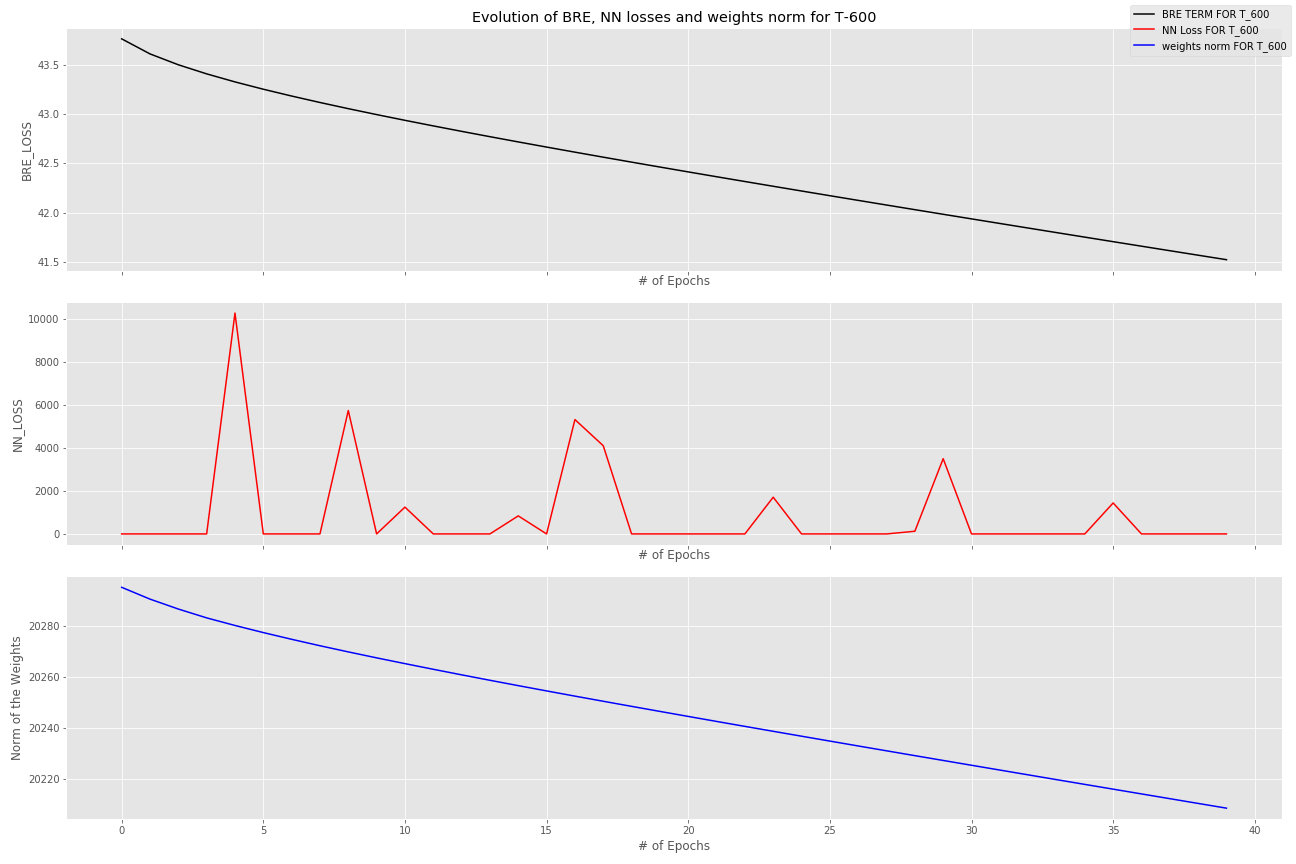 Evolution of BRE, NN losses and weights norm for T-600
BRE TERM FOR T_600
NN Loss FOR T_600
weights norm FOR T_600
BRE_LOSS
43.5
43.0
42.5
42.0
41.5
# of Epochs
NN_LOSS
10000
8000
6000
4000
2000
0
# of Epochs
Norm of the Weights
20280
20260
20240
20220
0 5 10 15 20 25 30 35 40
# of Epochs